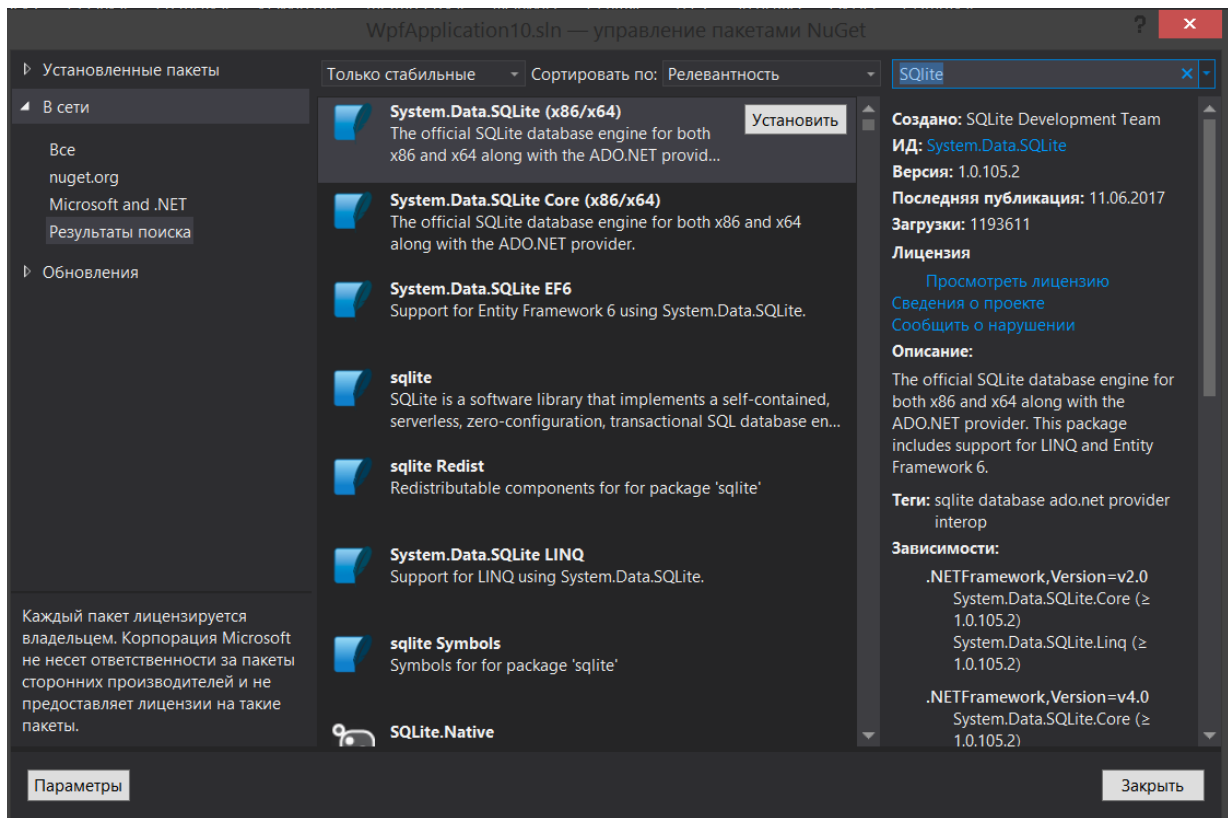 WpfApplication10.sln — управление пакетами NuGet
?
Установленные пакеты
В сети
Все
nuget.org
Microsoft and .NET
Результаты поиска
Обновления
Каждый пакет лицензируется
владельцем. Корпорация Microsoft
не несет ответственности за пакеты
сторонних производителей и не
предоставляет лицензии на такие
пакеты.
Только стабильные
Сортировать по: Релевантность
System.Data.SQLite (x86/x64)
The official SQLite database engine for both
x86 and x64 along with the ADO.NET provid...
Установить
System.Data.SQLite Core (x86/x64)
The official SQLite database engine for both x86 and x64
along with the ADO.NET provider.
System.Data.SQLite EF6
Support for Entity Framework 6 using System.Data.SQLite.
sqlite
SQLite is a software library that implements a self-contained,
serverless, zero-configuration, transactional SQL database en...
sqlite Redist
Redistributable components for for package 'sqlite'
System.Data.SQLite LINQ
Support for LINQ using System.Data.SQLite.
sqlite Symbols
Symbols for for package 'sqlite'
SQLite.Native
SQlite
Создано: SQLite Development Team
ИД: System.Data.SQLite
Версия: 1.0.105.2
Последняя публикация: 11.06.2017
Загрузки: 1193611
Лицензия
Просмотреть лицензию
Сведения о проекте
Сообщить о нарушении
Описание:
The official SQLite database engine for
both x86 and x64 along with the
ADO.NET provider. This package
includes support for LINQ and Entity
Framework 6.
Теги: sqlite database ado.net provider
interop
Зависимости:
.NETFramework,Version=v2.0
System.Data.SQLite.Core (≥
1.0.105.2)
System.Data.SQLite.Linq (≥
1.0.105.2)
.NETFramework,Version=v4.0
System.Data.SQLite.Core (≥
1.0.105.2)
Параметры
Закрыть